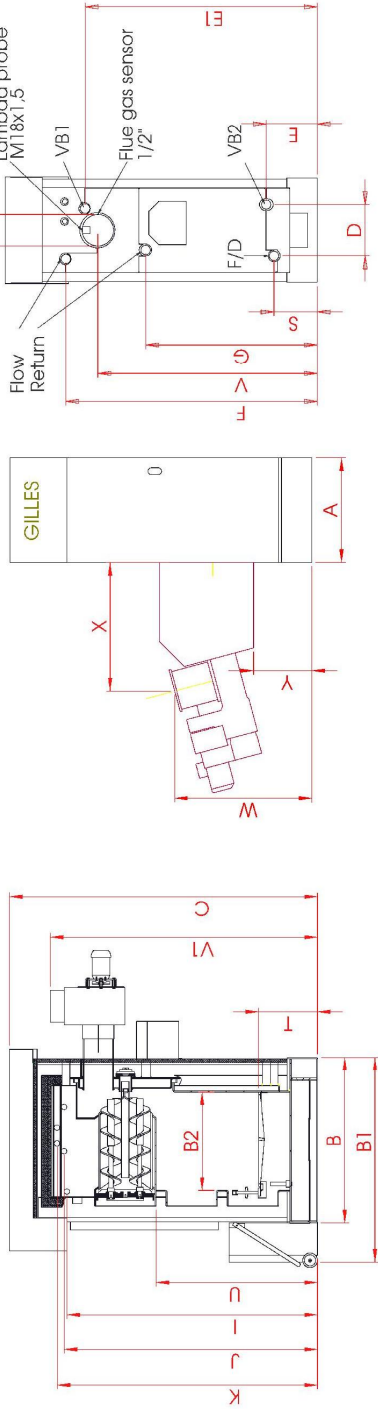 Lambda probe
M18x1,5
VB1
Flue gas sensor
1/2"
VB2
F/D
Flow
Return
E1
E
D
S
G
V
F
GILLES
A
X
Y
W
C
V1
T
B2
B
B1
U
I
J
K